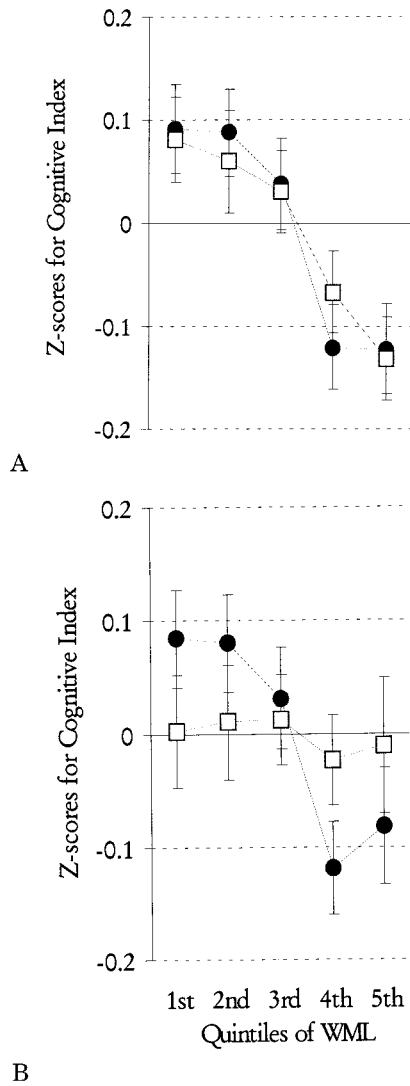 0.2
0.1
0
-0.1
-0.2
Z-scores for Cognitive Index
A
0.2
0.1
0
-0.1
-0.2
Z-scores for Cognitive Index
1st 2nd 3rd 4th 5th
Quintiles of WML
B